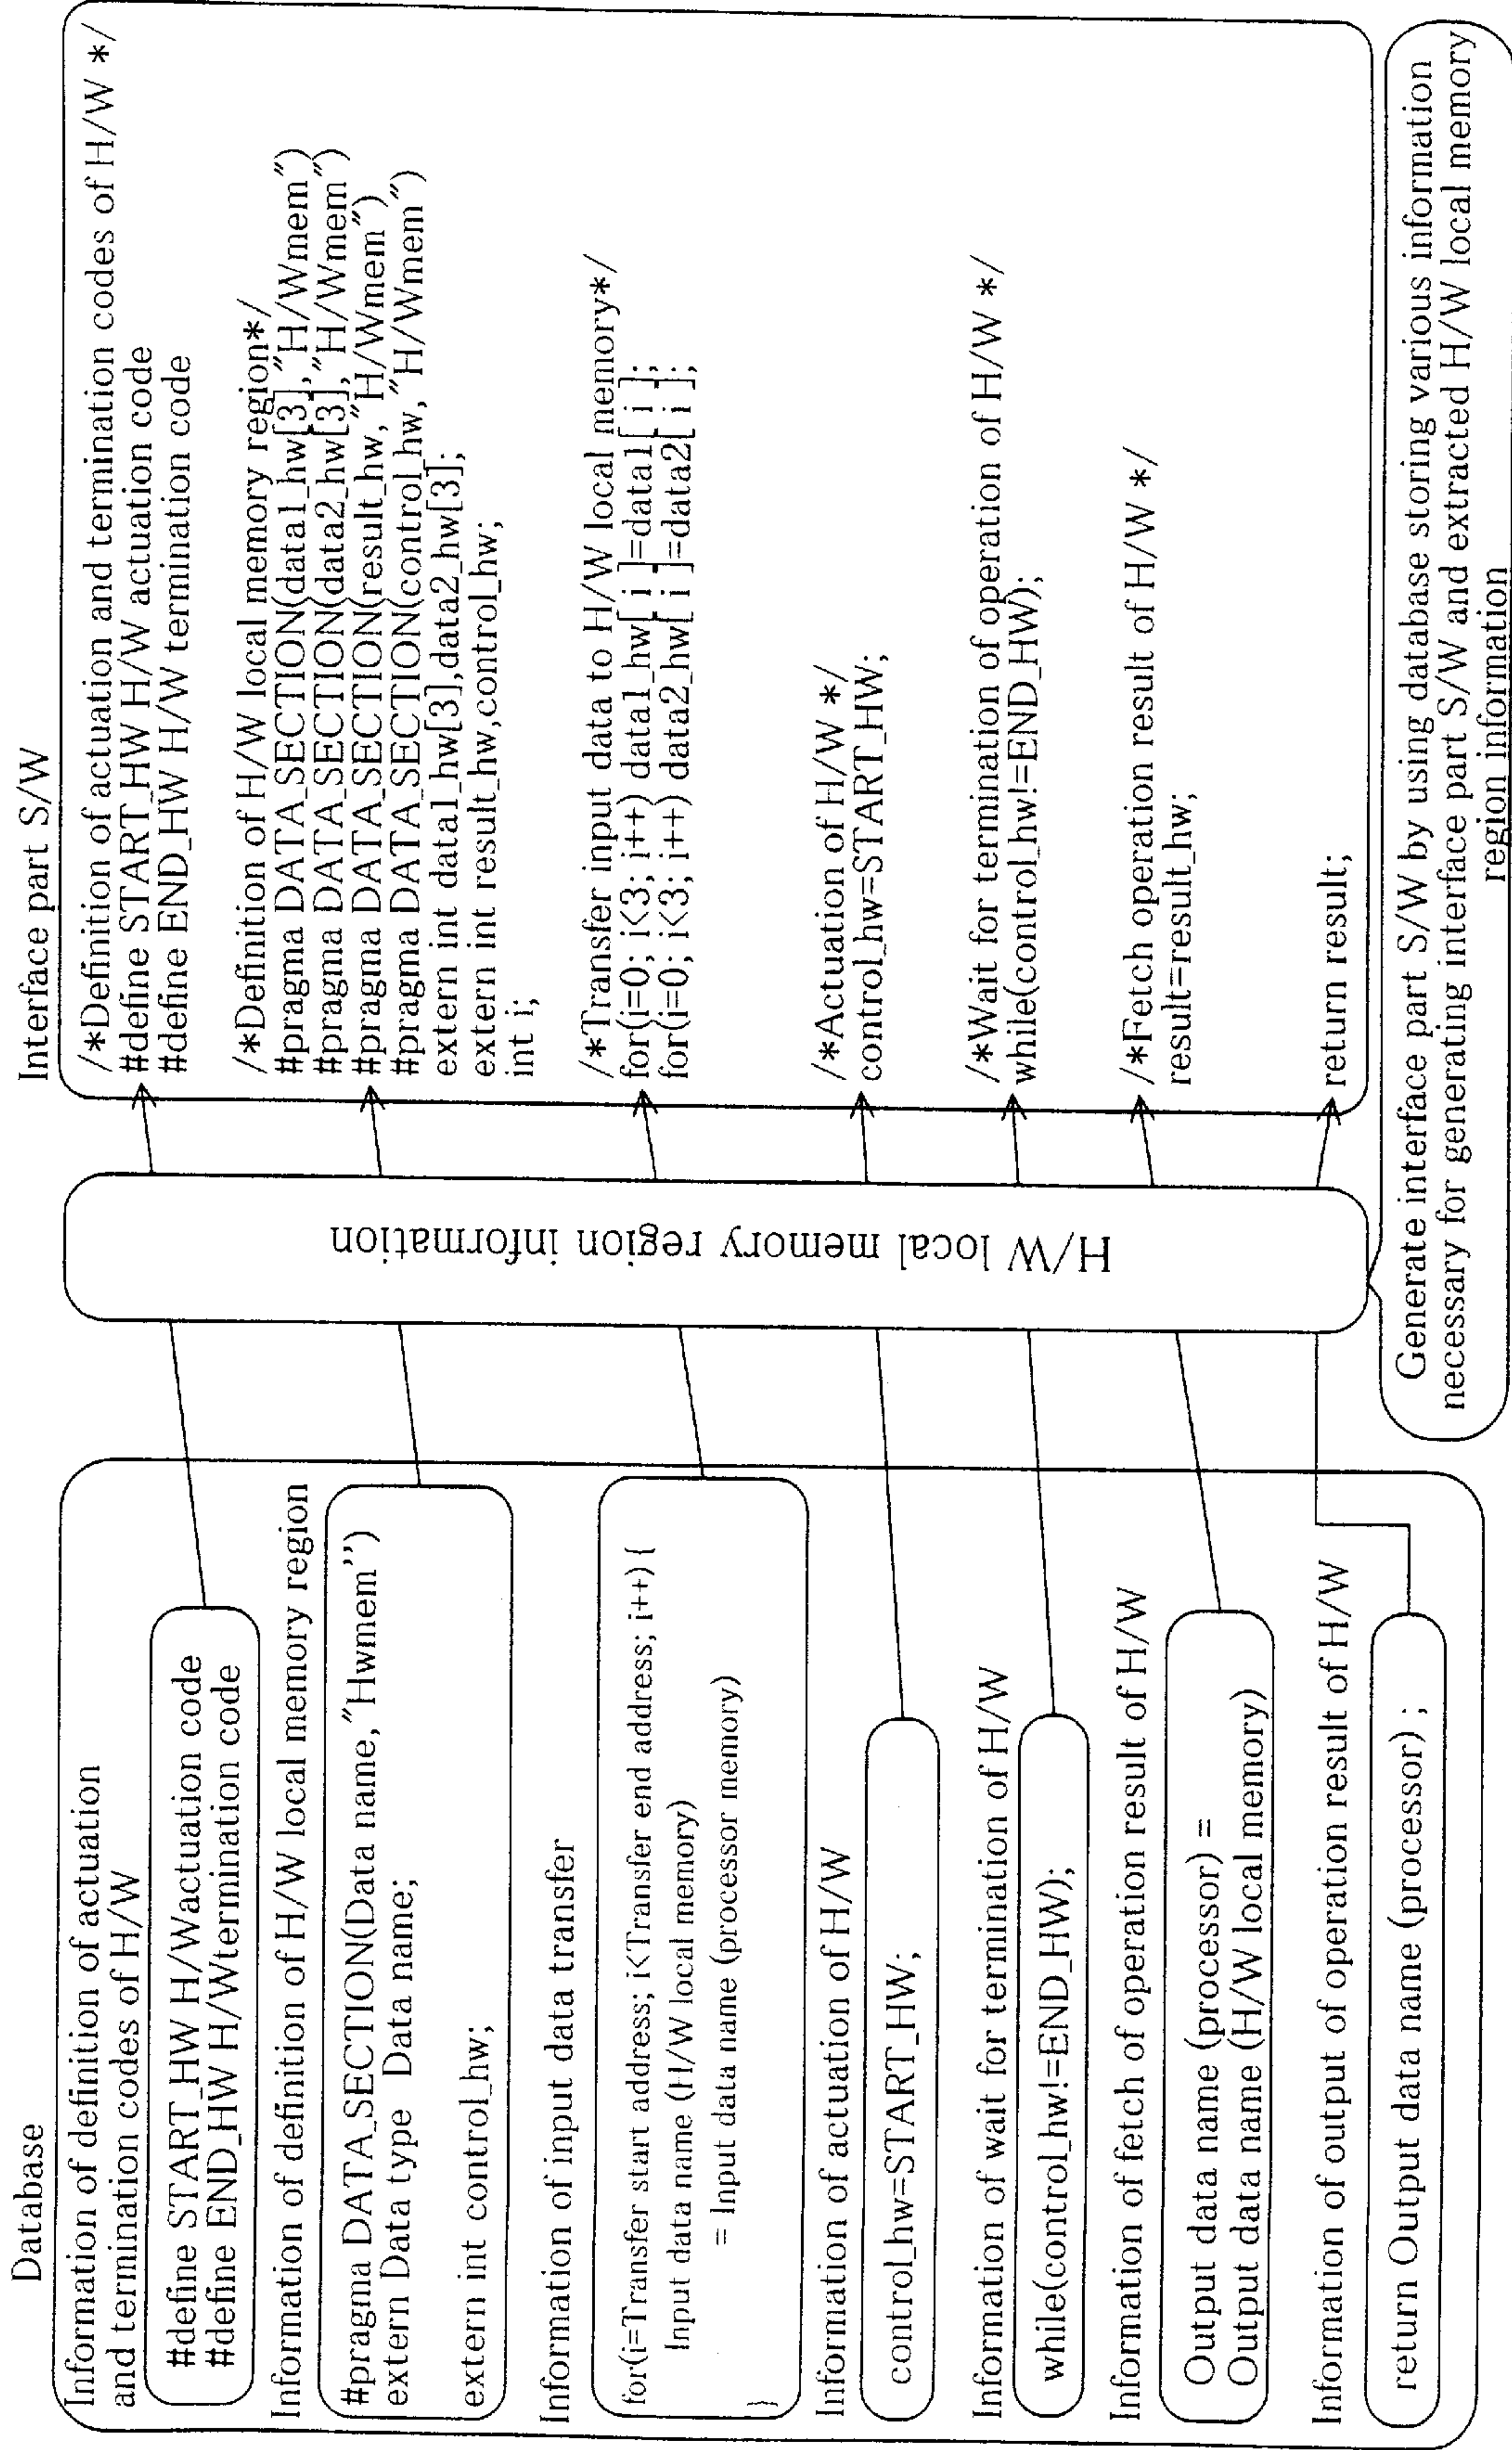 Database
Information of definition of actuation
and termination codes of H/W
#define START_HW H/Wactuation code
#define END_HW H/Wtermination code
Information of definition of H/W local memory region
#pragma DATA_SECTION(Data name,"Hwmem")
extern Data type Data name;
extern int control_hw;
Information of input data transfer
for(i=Transfer start address; i<Transfer end address; i++) {
Input data name (H/W local memory)
= Input data name (processor memory)
}
Information of actuation of H/W
control_hw=START_HW;
Information of wait for termination of H/W
while(control_hw!=END_HW);
Information of fetch of operation result of H/W
Output data name (processor) =
Output data name (H/W local memory)
Information of output of operation result of H/W
return Output data name (processor) ;
H/W local memory region information
Interface part S/W
/*Definition of actuation and termination codes of H/W */
#define START_HW H/W actuation code
#define END_HW H/W termination code
/*Definition of H/W local memory region*/
#pragma DATA_SECTION(data1_hw[3],"H/Wmem")
#pragma DATA_SECTION(data2_hw[3],"H/Wmem")
#pragma DATA_SECTION(result_hw,"H/Wmem")
#pragma DATA_SECTION(control_hw,"H/Wmem")
extern int data1_hw[3],data2_hw[3];
extern int result_hw,control_hw;
int i;
/*Transfer input data to H/W local memory*/
for(i=0; i<3; i++) data1_hw[ i ]=data1[ i ];
for(i=0; i<3; i++) data2_hw[ i ]=data2[ i ];
/*Actuation of H/W */
control_hw=START_HW;
/*Wait for termination of operation of H/W */
while(control_hw!=END_HW);
/*Fetch operation result of H/W */
result=result_hw;
return result;
Generate interface part S/W by using database storing various information
necessary for generating interface part S/W and extracted H/W local memory
region information